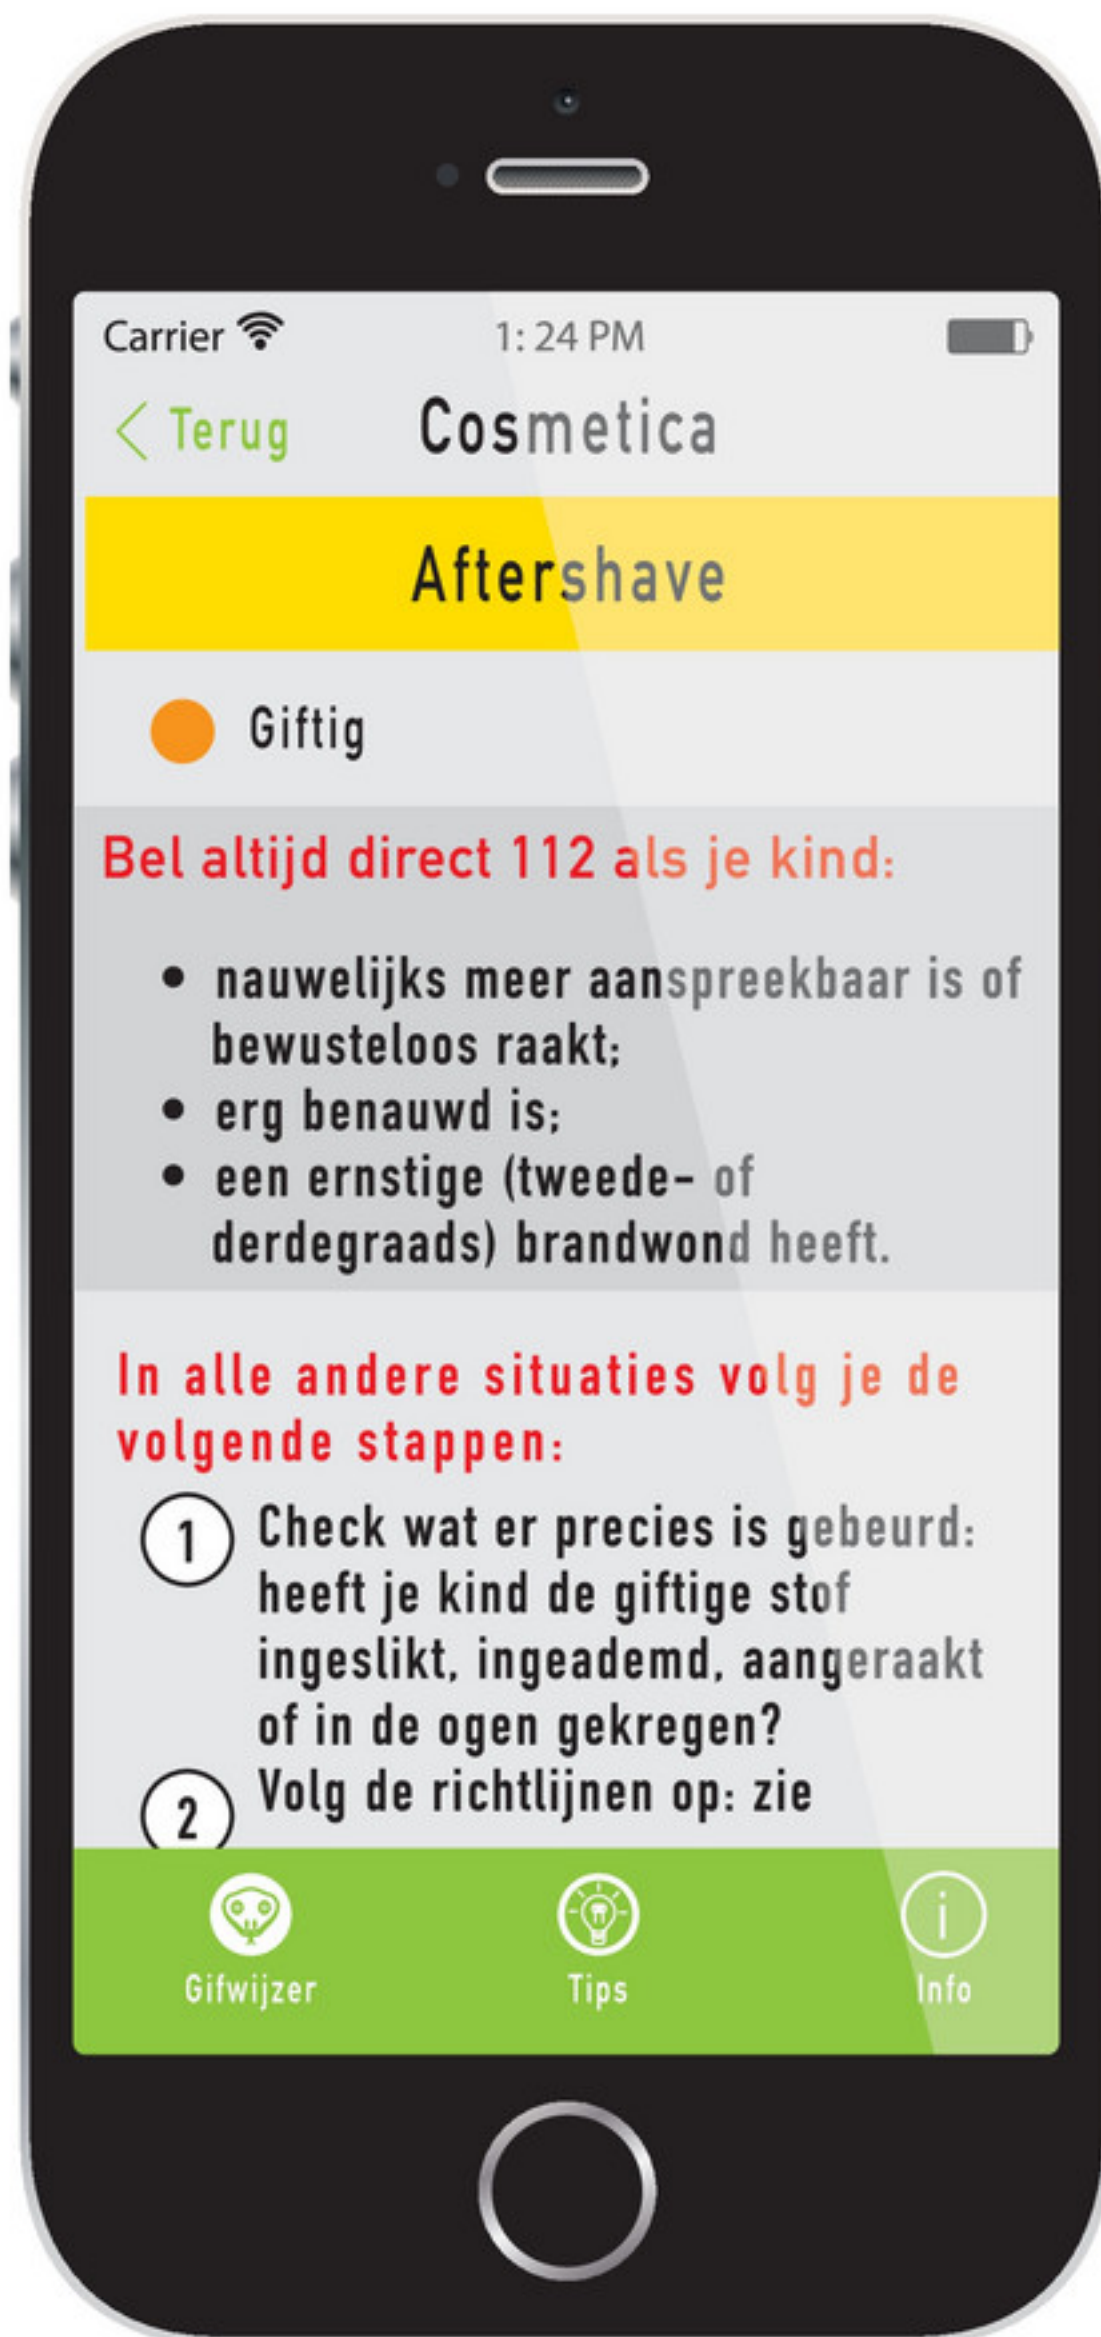 Carrier 1: 24 PM
< Terug Cosmetica
Aftershave
Giftig
Bel altijd direct 112 als je kind:
• nauwelijks meer aanspreekbaar is of
bewusteloos raakt;
• erg benauwd is;
• een ernstige (tweede- of
derdegraads) brandwond heeft.
In alle andere situaties volg je de
volgende stappen:
1 Check wat er precies is gebeurd:
heeft je kind de giftige stof
ingeslikt, ingeademd, aangeraakt
of in de ogen gekregen?
2 Volg de richtlijnen op: zie
Gifwijzer Tips Info